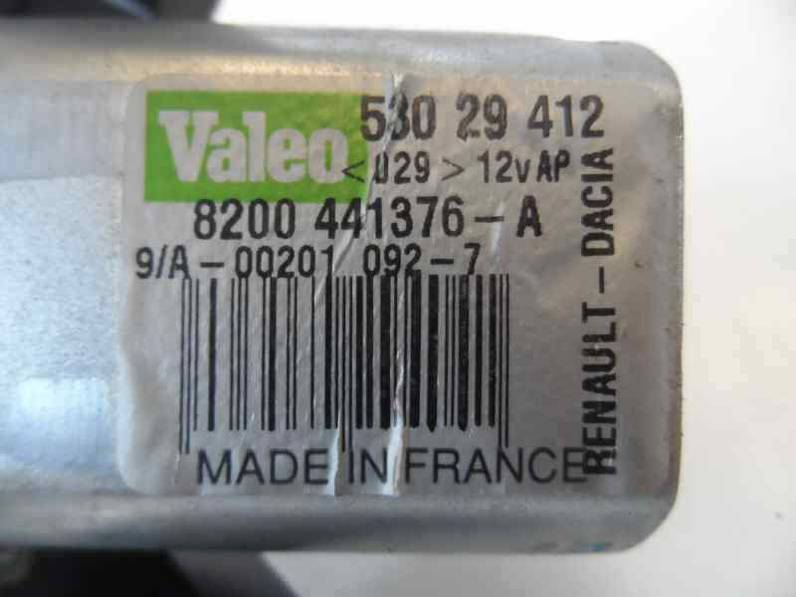 Valeo 530 29 412
< 029 > 12v AP
8200 441376 - A
9/A - 00201 092 - 7
MADE IN FRANCE
RENAULT - DACIA